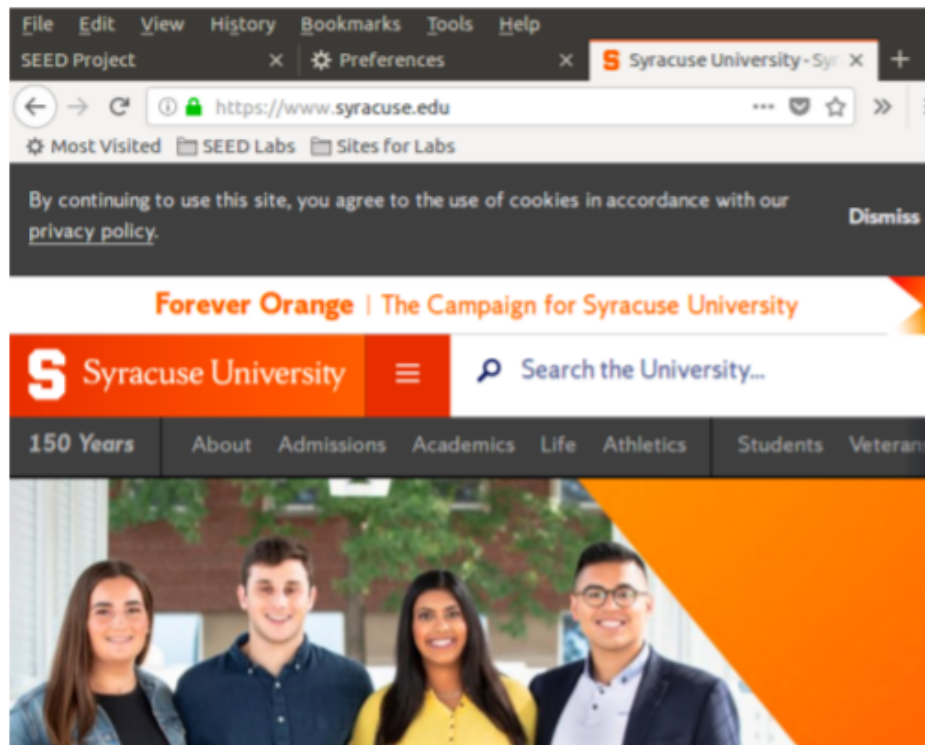 File Edit View History Bookmarks Tools Help
SEED Project Preferences Syracuse University - Syr
https://www.syracuse.edu
Most Visited SEED Labs Sites for Labs
By continuing to use this site, you agree to the use of cookies in accordance with our
privacy policy.
Dismiss
Forever Orange | The Campaign for Syracuse University
S Syracuse University Search the University...
150 Years About Admissions Academics Life Athletics Students Veterans